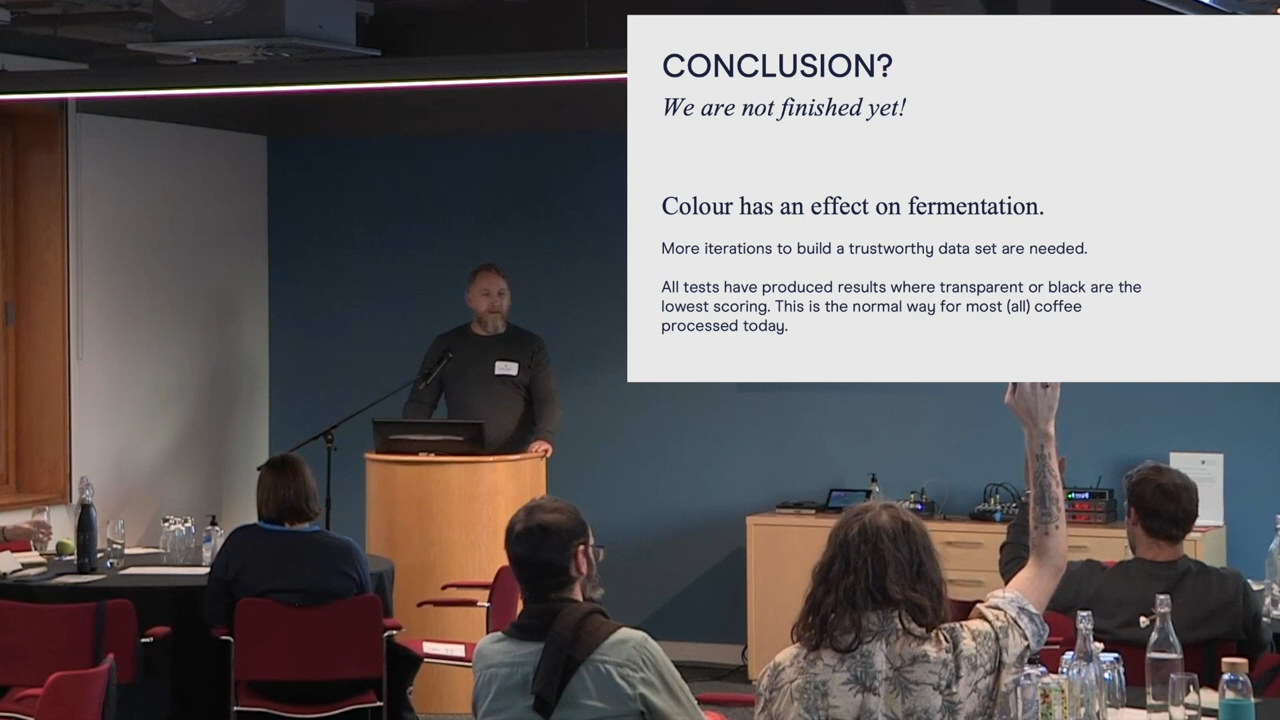 CONCLUSION?
We are not finished yet!
Colour has an effect on fermentation.
More iterations to build a trustworthy data set are needed.
All tests have produced results where transparent or black are the
lowest scoring. This is the normal way for most (all) coffee
processed today.